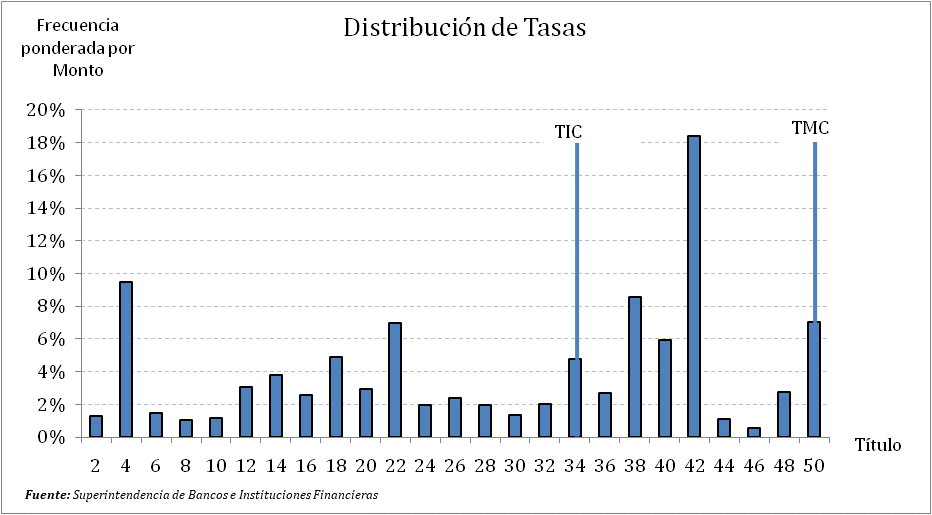 Distribución de Tasas
Frecuencia
ponderada por
Monto
20%
18%
16%
14%
12%
10%
8%
6%
4%
2%
0%
TIC
TMC
2 4 6 8 10 12 14 16 18 20 22 24 26 28 30 32 34 36 38 40 42 44 46 48 50
Título
Fuente: Superintendencia de Bancos e Instituciones Financieras